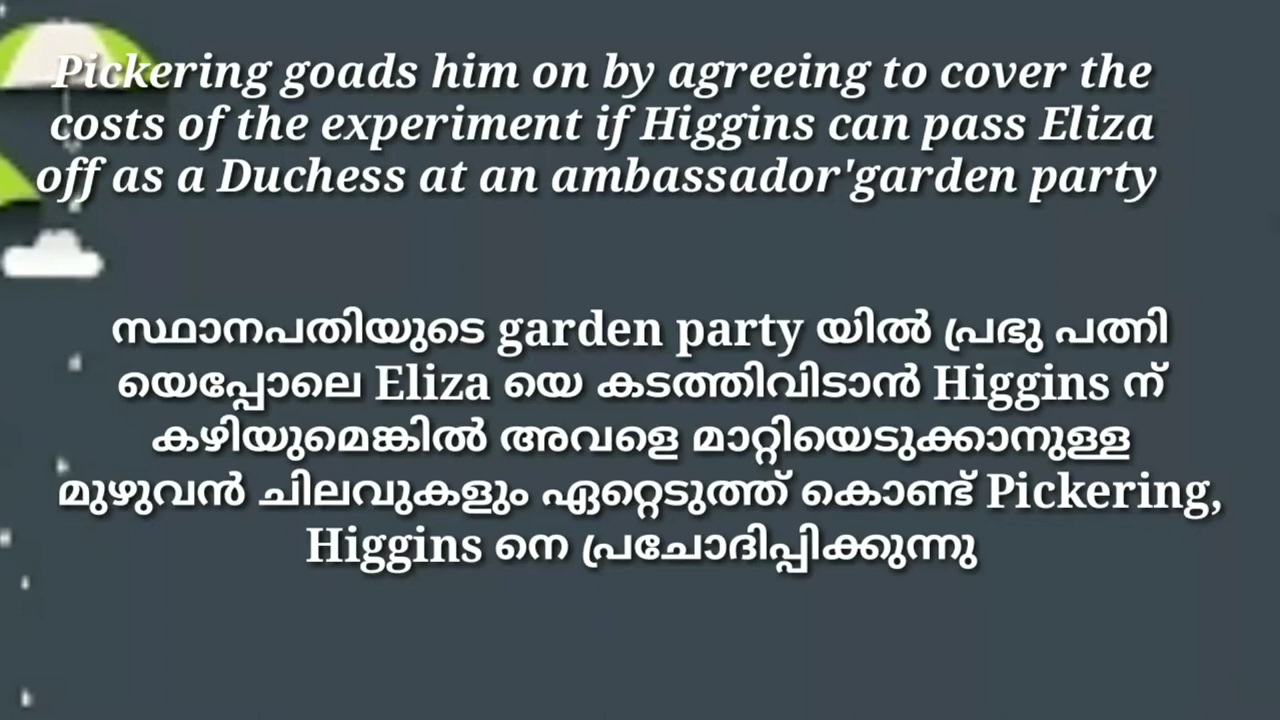 Pickering goads him on by agreeing to cover the
costs of the experiment if Higgins can pass Eliza
off as a Duchess at an ambassador'garden party
സ്ഥാനപതിയുടെ garden party യിൽ പ്രഭു പത്നി
യെപ്പോലെ Eliza യെ കടത്തിവിടാൻ Higgins ന്
കഴിയുമെങ്കിൽ അവളെ മാറ്റിയെടുക്കാനുള്ള
മുഴുവൻ ചിലവുകളും ഏറ്റെടുത്ത് കൊണ്ട് Pickering,
Higgins നെ പ്രചോദിപ്പിക്കുന്നു